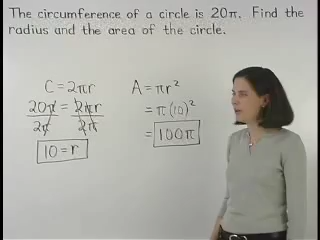 The circumference of a circle is 20π. Find the
radius and the area of the circle.
C = 2πr
20π = 2πr
2π 2π
10 = r
A = πr²
= π(10)²
= 100π